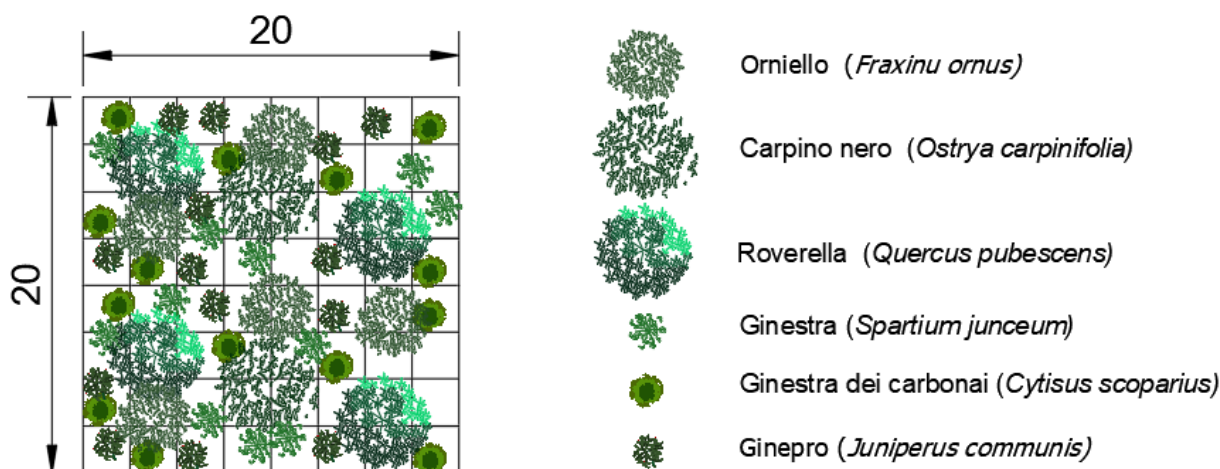 20
20
Orniello (Fraxinu ornus)
Carpino nero (Ostrya carpinifolia)
Roverella (Quercus pubescens)
Ginestra (Spartium junceum)
Ginestra dei carbonai (Cytisus scoparius)
Ginepro (Juniperus communis)